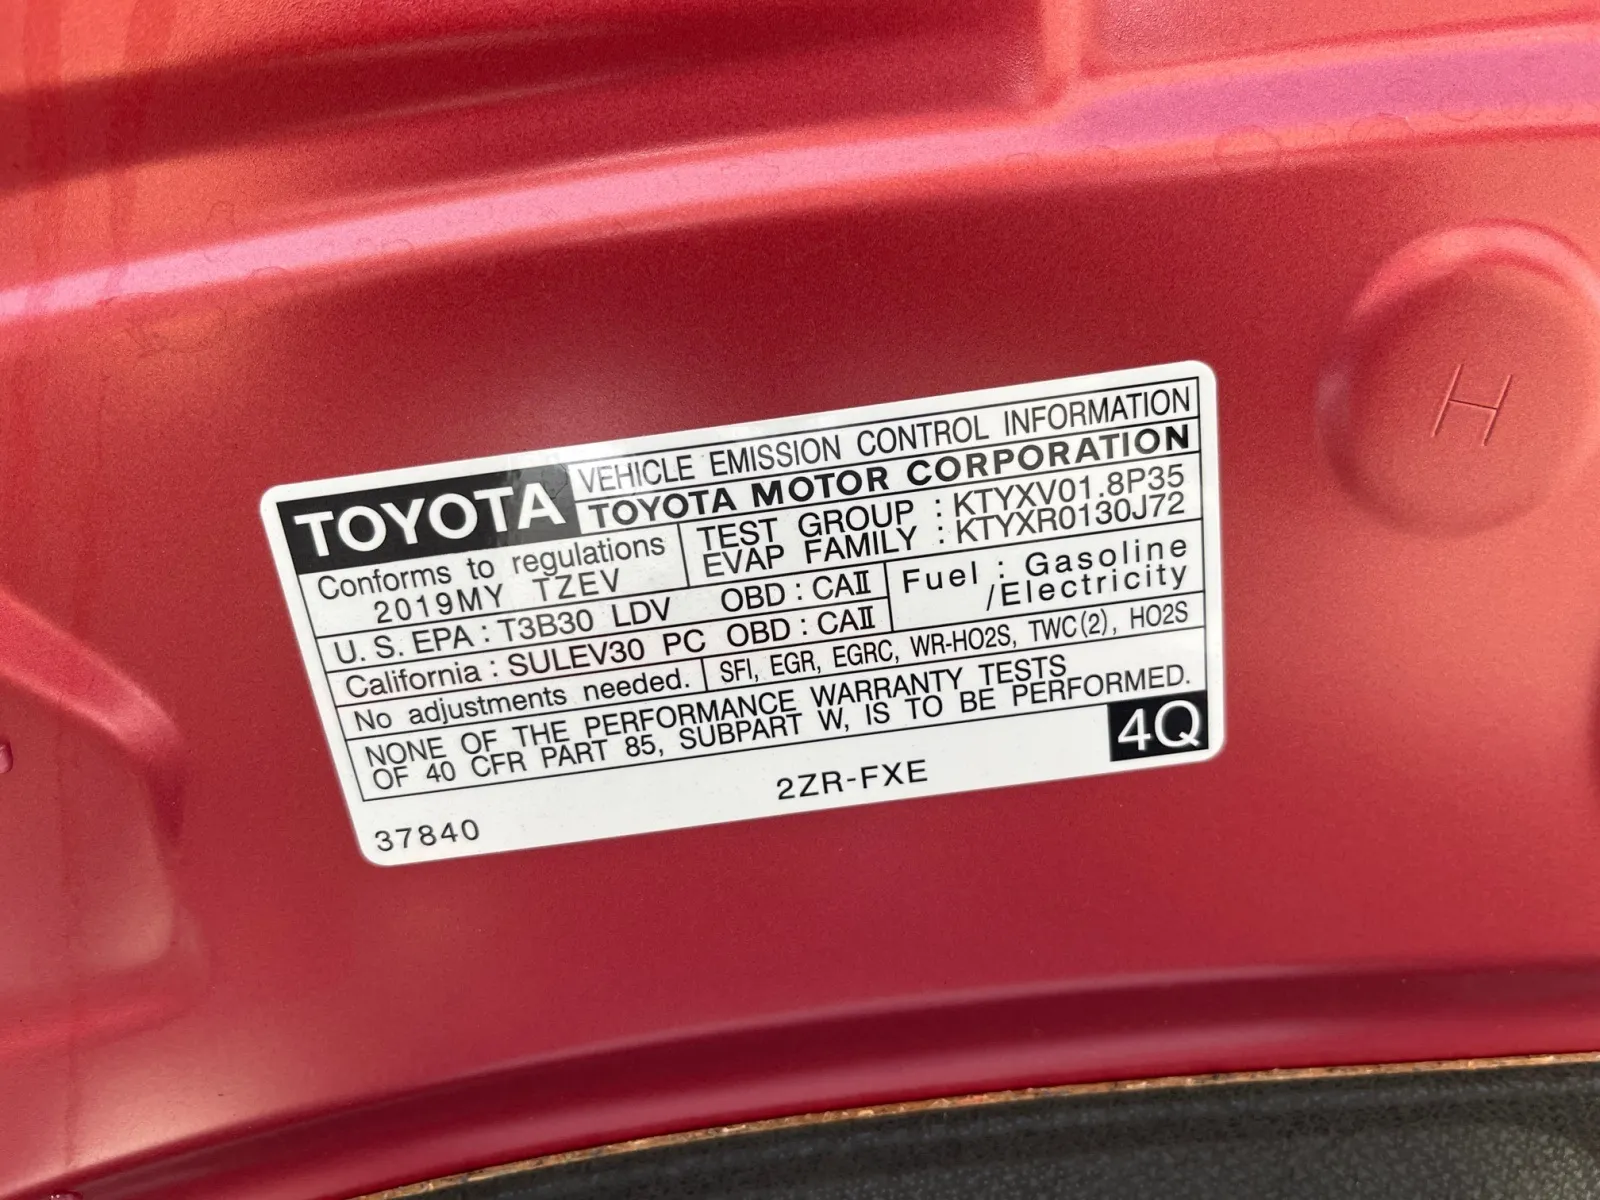 TOYOTA
VEHICLE EMISSION CONTROL INFORMATION
TOYOTA MOTOR CORPORATION
Conforms to regulations
2019MY TZEV
TEST GROUP : KTYXV01.8P35
EVAP FAMILY : KTYXR0130J72
U.S. EPA : T3B30 LDV OBD : CAⅡ
California : SULEV30 PC OBD : CAⅡ
Fuel : Gasoline
/Electricity
No adjustments needed.
SFI, EGR, EGRC, WR-HO2S, TWC(2), HO2S
NONE OF THE PERFORMANCE WARRANTY TESTS
OF 40 CFR PART 85, SUBPART W, IS TO BE PERFORMED.
4Q
37840
2ZR-FXE
H